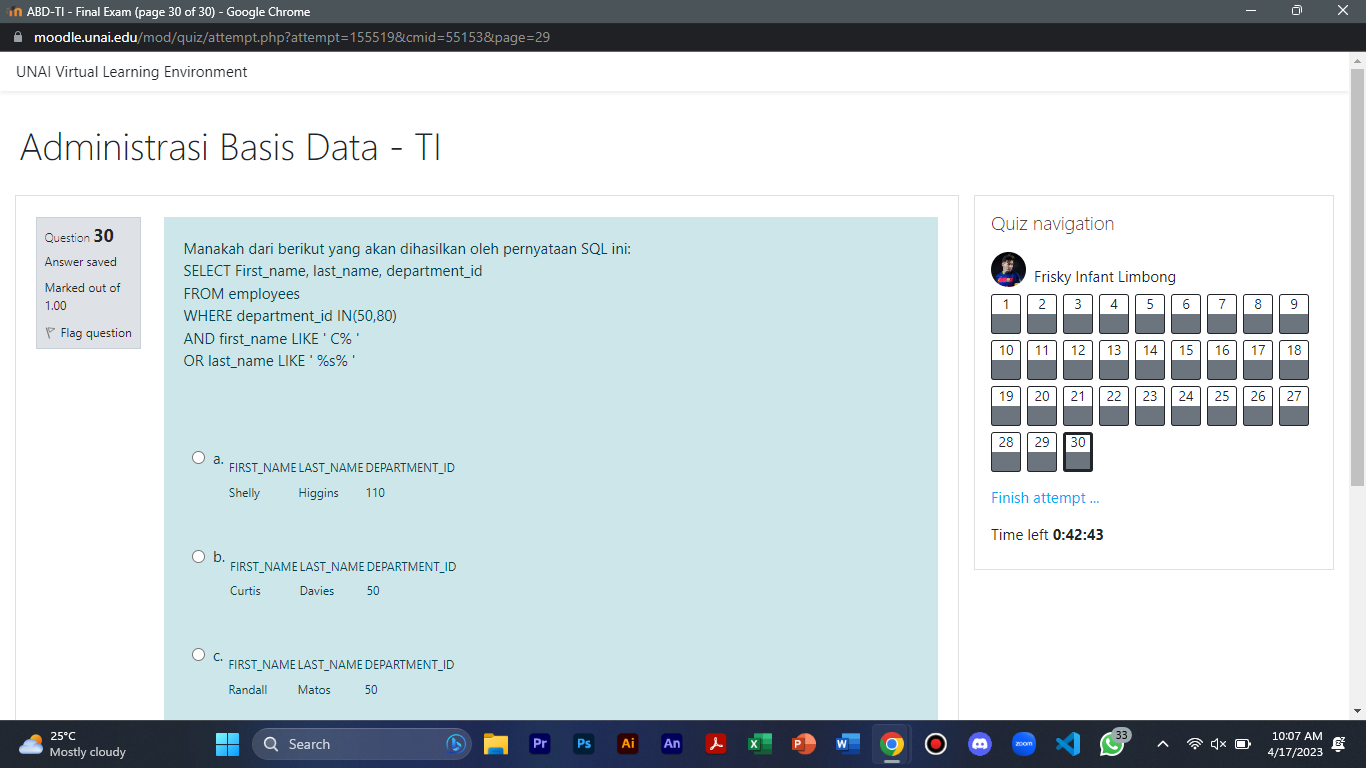 ABD-TI - Final Exam (page 30 of 30) - Google Chrome
moodle.unai.edu/mod/quiz/attempt.php?attempt=155519&cmid=55153&page=29
UNAI Virtual Learning Environment
Administrasi Basis Data - TI
Question 30
Answer saved
Marked out of
1.00
Flag question
Manakah dari berikut yang akan dihasilkan oleh pernyataan SQL ini:
SELECT First_name, last_name, department_id
FROM employees
WHERE department_id IN(50,80)
AND first_name LIKE ' C% '
OR last_name LIKE ' %s% '
a.
FIRST_NAME LAST_NAME DEPARTMENT_ID
Shelly Higgins 110
b.
FIRST_NAME LAST_NAME DEPARTMENT_ID
Curtis Davies 50
c.
FIRST_NAME LAST_NAME DEPARTMENT_ID
Randall Matos 50
Quiz navigation
Frisky Infant Limbong
1 2 3 4 5 6 7 8 9
10 11 12 13 14 15 16 17 18
19 20 21 22 23 24 25 26 27
28 29 30
Finish attempt ...
Time left 0:42:43
25°C
Mostly cloudy
Search
Pr
Ps
Ai
An
zoom
33
10:07 AM
4/17/2023